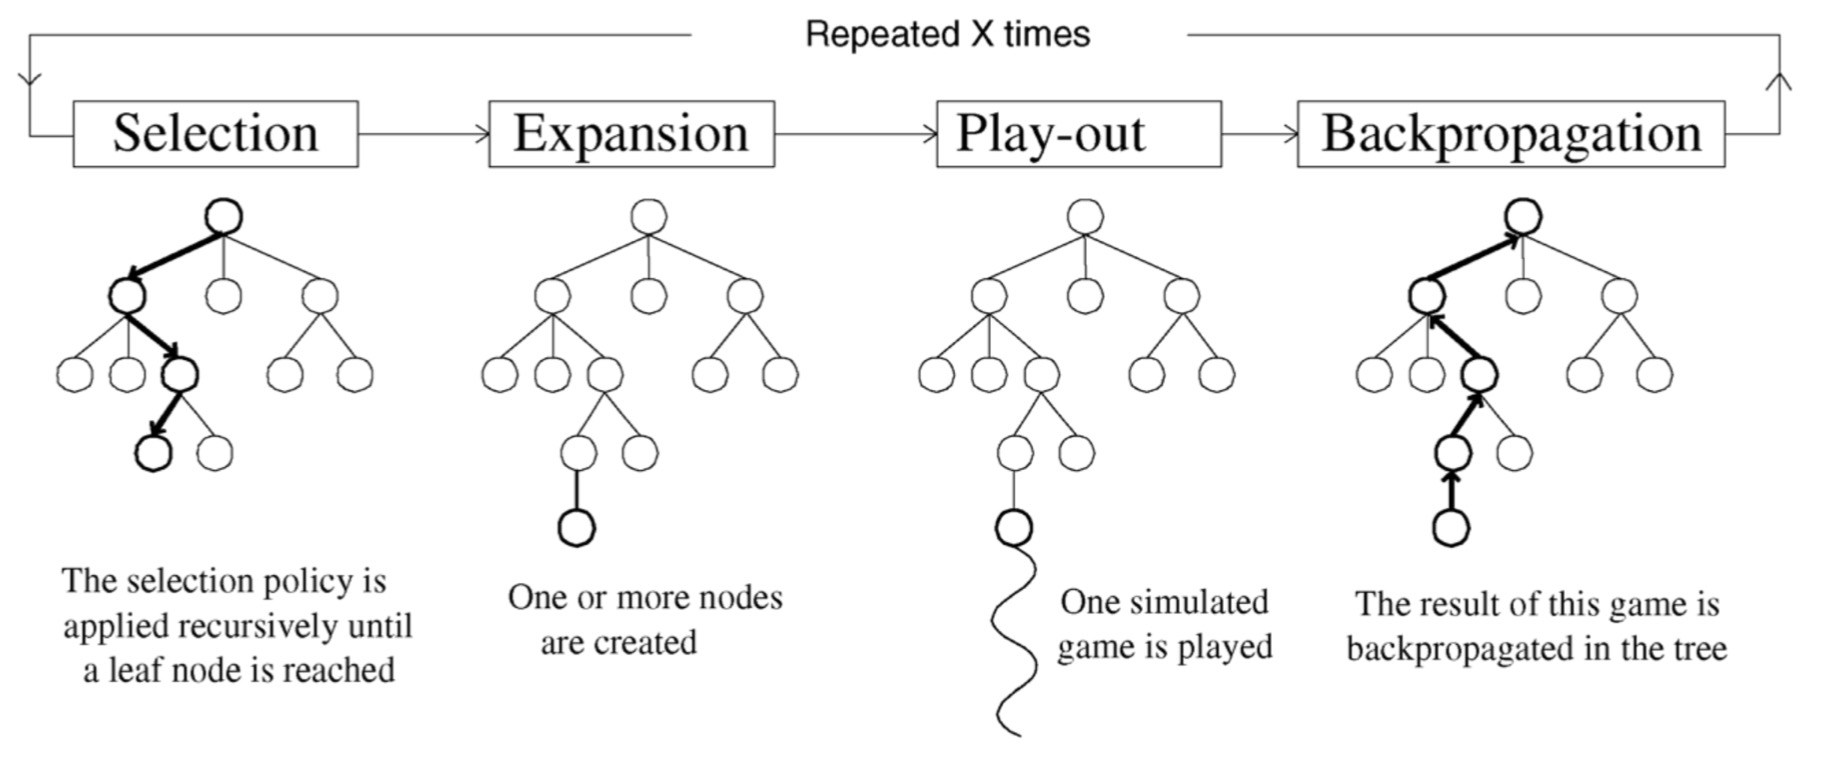 Repeated X times
Selection
Expansion
Play-out
Backpropagation
The selection policy is
applied recursively until
a leaf node is reached
One or more nodes
are created
One simulated
game is played
The result of this game is
backpropagated in the tree